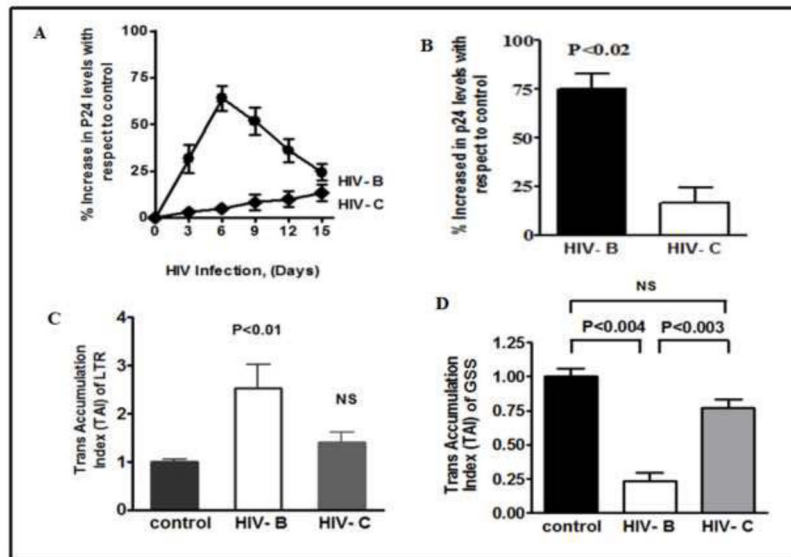 A
% Increase in P24 levels with
respect to control
100
75
50
25
0
0 3 6 9 12 15
HIV- B
HIV- C
HIV Infection, (Days)
B
% Increased in p24 levels with
respect to control
100
75
50
25
0
P<0.02
HIV- B HIV- C
C
Trans Accumulation
Index (TAI) of LTR
4
3
2
1
0
P<0.01
NS
control HIV- B HIV- C
D
Trans Accumulation
Index (TAI) of GSS
NS
P<0.004 P<0.003
1.25
1.00
0.75
0.50
0.25
0.00
control HIV- B HIV- C